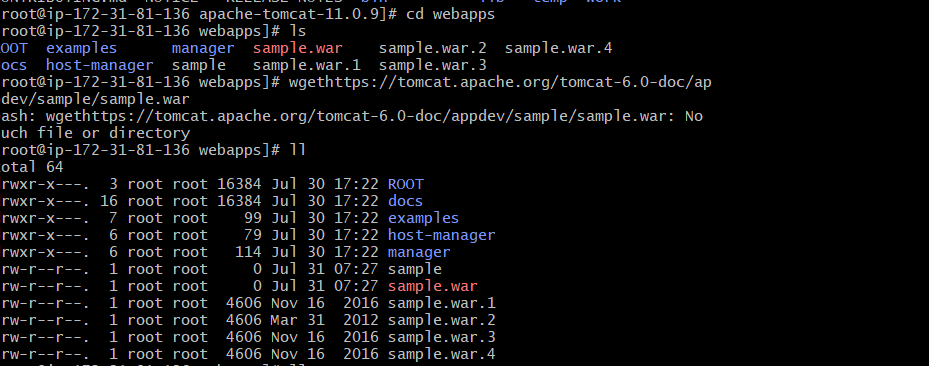 root@ip-172-31-81-136 apache-tomcat-11.0.9]# cd webapps
root@ip-172-31-81-136 webapps]# ls
OOT examples manager sample.war sample.war.2 sample.war.4
ocs host-manager sample sample.war.1 sample.war.3
root@ip-172-31-81-136 webapps]# wgethttps://tomcat.apache.org/tomcat-6.0-doc/ap
dev/sample/sample.war
ash: wgethttps://tomcat.apache.org/tomcat-6.0-doc/appdev/sample/sample.war: No
uch file or directory
root@ip-172-31-81-136 webapps]# ll
otal 64
rwxr-x---. 3 root root 16384 Jul 30 17:22 ROOT
rwxr-x---. 16 root root 16384 Jul 30 17:22 docs
rwxr-x---. 7 root root 99 Jul 30 17:22 examples
rwxr-x---. 6 root root 79 Jul 30 17:22 host-manager
rwxr-x---. 6 root root 114 Jul 30 17:22 manager
rw-r--r--. 1 root root 0 Jul 31 07:27 sample
rw-r--r--. 1 root root 0 Jul 31 07:27 sample.war
rw-r--r--. 1 root root 4606 Nov 16 2016 sample.war.1
rw-r--r--. 1 root root 4606 Mar 31 2012 sample.war.2
rw-r--r--. 1 root root 4606 Nov 16 2016 sample.war.3
rw-r--r--. 1 root root 4606 Nov 16 2016 sample.war.4